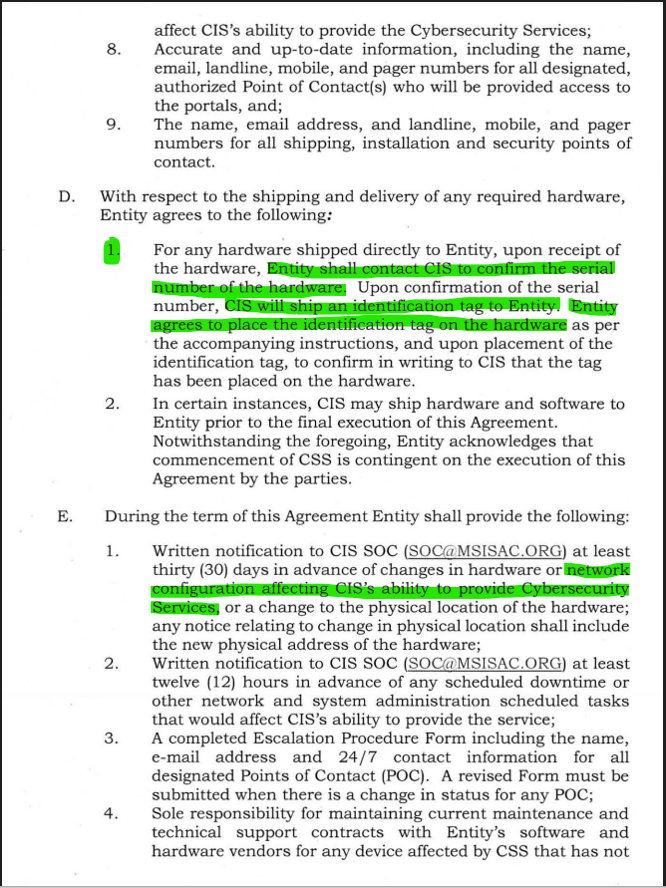 affect CIS's ability to provide the Cybersecurity Services;
8. Accurate and up-to-date information, including the name,
email, landline, mobile, and pager numbers for all designated,
authorized Point of Contact(s) who will be provided access to
the portals, and;
9. The name, email address, and landline, mobile, and pager
numbers for all shipping, installation and security points of
contact.
D. With respect to the shipping and delivery of any required hardware,
Entity agrees to the following:
1. For any hardware shipped directly to Entity, upon receipt of
the hardware, Entity shall contact CIS to confirm the serial
number of the hardware. Upon confirmation of the serial
number, CIS will ship an identification tag to Entity. Entity
agrees to place the identification tag on the hardware as per
the accompanying instructions, and upon placement of the
identification tag, to confirm in writing to CIS that the tag
has been placed on the hardware.
2. In certain instances, CIS may ship hardware and software to
Entity prior to the final execution of this Agreement.
Notwithstanding the foregoing, Entity acknowledges that
commencement of CSS is contingent on the execution of this
Agreement by the parties.
E. During the term of this Agreement Entity shall provide the following:
1. Written notification to CIS SOC (SOC@MSISAC.ORG) at least
thirty (30) days in advance of changes in hardware or network
configuration affecting CIS's ability to provide Cybersecurity
Services, or a change to the physical location of the hardware;
any notice relating to change in physical location shall include
the new physical address of the hardware;
2. Written notification to CIS SOC (SOC@MSISAC.ORG) at least
twelve (12) hours in advance of any scheduled downtime or
other network and system administration scheduled tasks
that would affect CIS's ability to provide the service;
3. A completed Escalation Procedure Form including the name,
e-mail address and 24/7 contact information for all
designated Points of Contact (POC). A revised Form must be
submitted when there is a change in status for any POC;
4. Sole responsibility for maintaining current maintenance and
technical support contracts with Entity's software and
hardware vendors for any device affected by CSS that has not